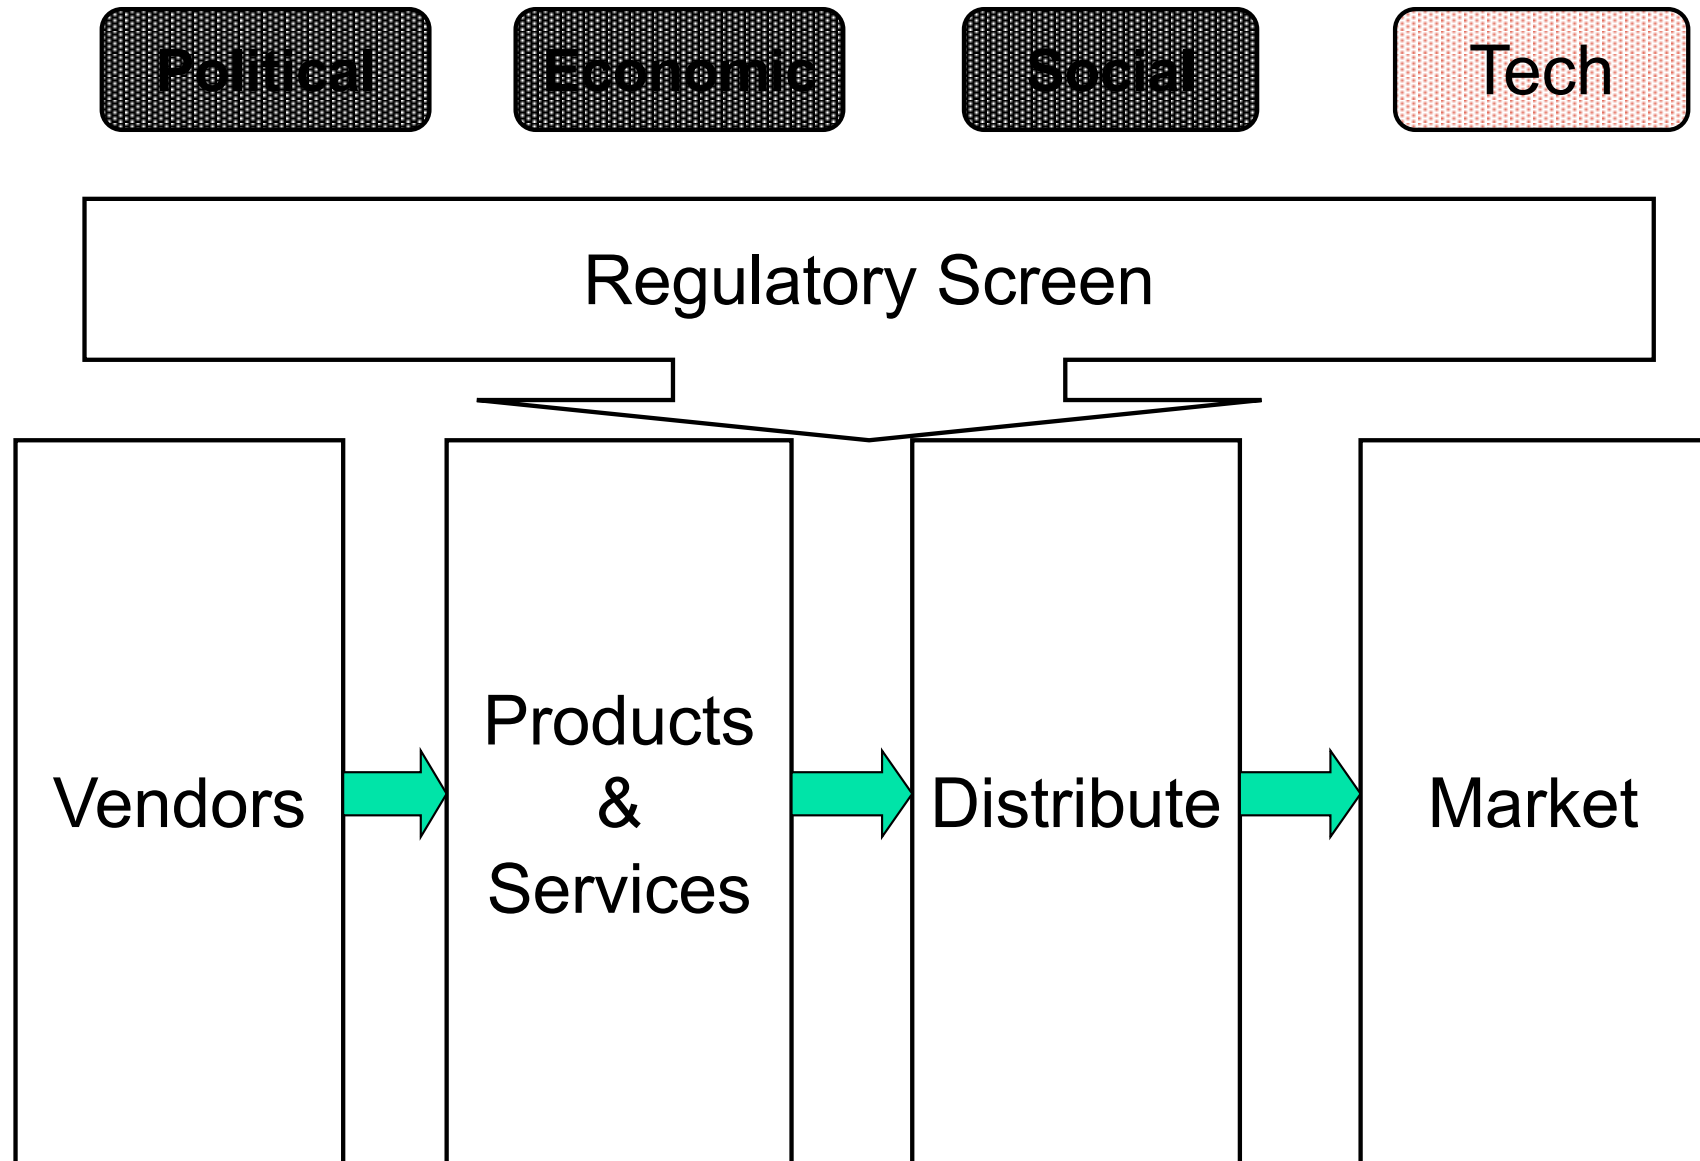 Political
Economic
Social
Tech
Regulatory Screen
Vendors
Products
&
Services
Distribute
Market